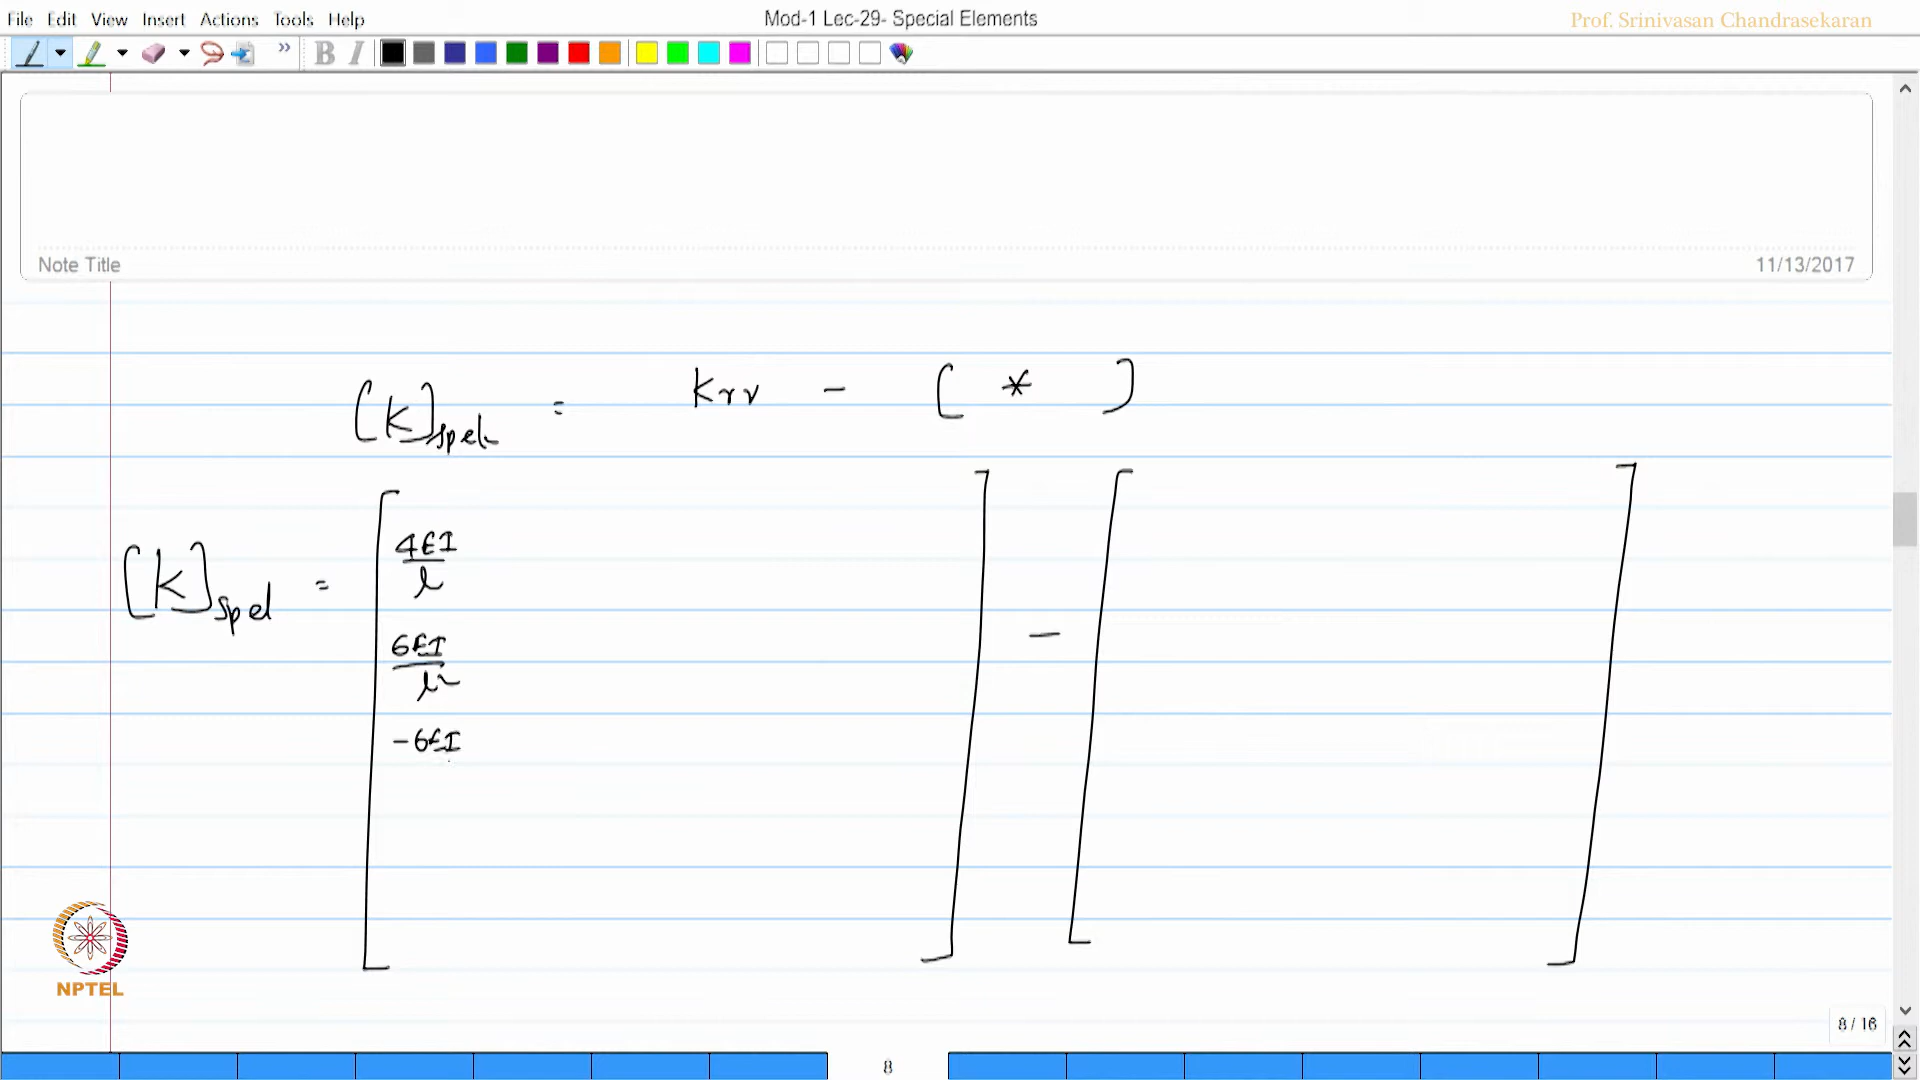 File Edit View Insert Actions Tools Help
Mod-1 Lec-29- Special Elements
Prof. Srinivasan Chandrasekaran
B I
Note Title
11/13/2017
[K]spel = Krr - [ * ]
[K]spel = [ 4EI/l ] - [ ]
6EI/l²
-6EI
NPTEL
8 / 16
8